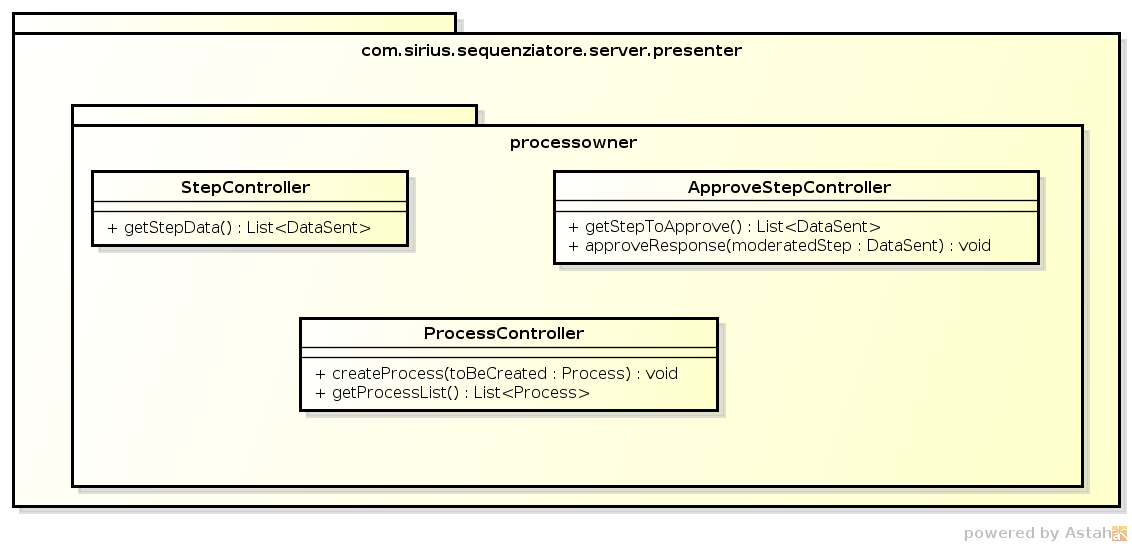 com.sirius.sequenziatore.server.presenter
processowner
StepController
+ getStepData() : List<DataSent>
ApproveStepController
+ getStepToApprove() : List<DataSent>
+ approveResponse(moderatedStep : DataSent) : void
ProcessController
+ createProcess(toBeCreated : Process) : void
+ getProcessList() : List<Process>
powered by Astah